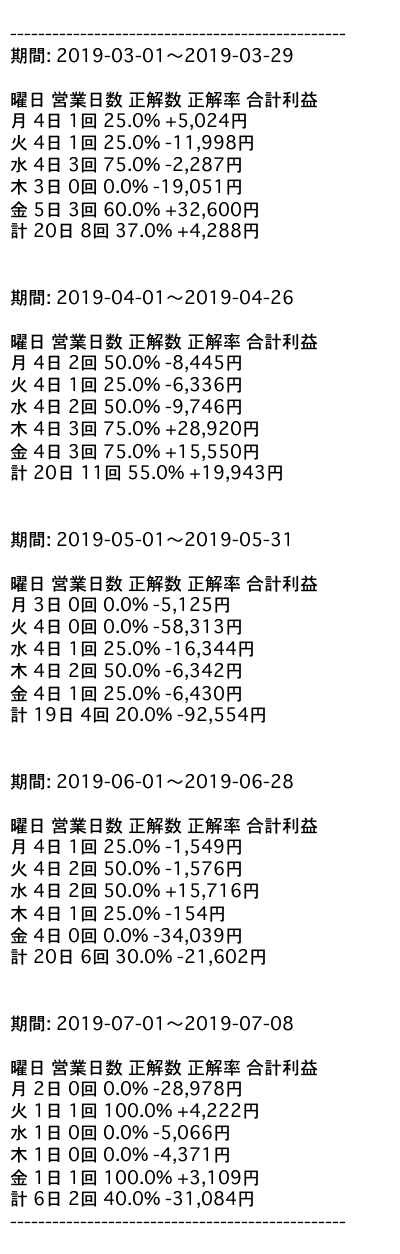 ------------------------------------------------
期間: 2019-03-01〜2019-03-29
曜日 営業日数 正解数 正解率 合計利益
月 4日 1回 25.0% +5,024円
火 4日 1回 25.0% -11,998円
水 4日 3回 75.0% -2,287円
木 3日 0回 0.0% -19,051円
金 5日 3回 60.0% +32,600円
計 20日 8回 37.0% +4,288円
期間: 2019-04-01〜2019-04-26
曜日 営業日数 正解数 正解率 合計利益
月 4日 2回 50.0% -8,445円
火 4日 1回 25.0% -6,336円
水 4日 2回 50.0% -9,746円
木 4日 3回 75.0% +28,920円
金 4日 3回 75.0% +15,550円
計 20日 11回 55.0% +19,943円
期間: 2019-05-01〜2019-05-31
曜日 営業日数 正解数 正解率 合計利益
月 3日 0回 0.0% -5,125円
火 4日 0回 0.0% -58,313円
水 4日 1回 25.0% -16,344円
木 4日 2回 50.0% -6,342円
金 4日 1回 25.0% -6,430円
計 19日 4回 20.0% -92,554円
期間: 2019-06-01〜2019-06-28
曜日 営業日数 正解数 正解率 合計利益
月 4日 1回 25.0% -1,549円
火 4日 2回 50.0% -1,576円
水 4日 2回 50.0% +15,716円
木 4日 1回 25.0% -154円
金 4日 0回 0.0% -34,039円
計 20日 6回 30.0% -21,602円
期間: 2019-07-01〜2019-07-08
曜日 営業日数 正解数 正解率 合計利益
月 2日 0回 0.0% -28,978円
火 1日 1回 100.0% +4,222円
水 1日 0回 0.0% -5,066円
木 1日 0回 0.0% -4,371円
金 1日 1回 100.0% +3,109円
計 6日 2回 40.0% -31,084円
------------------------------------------------